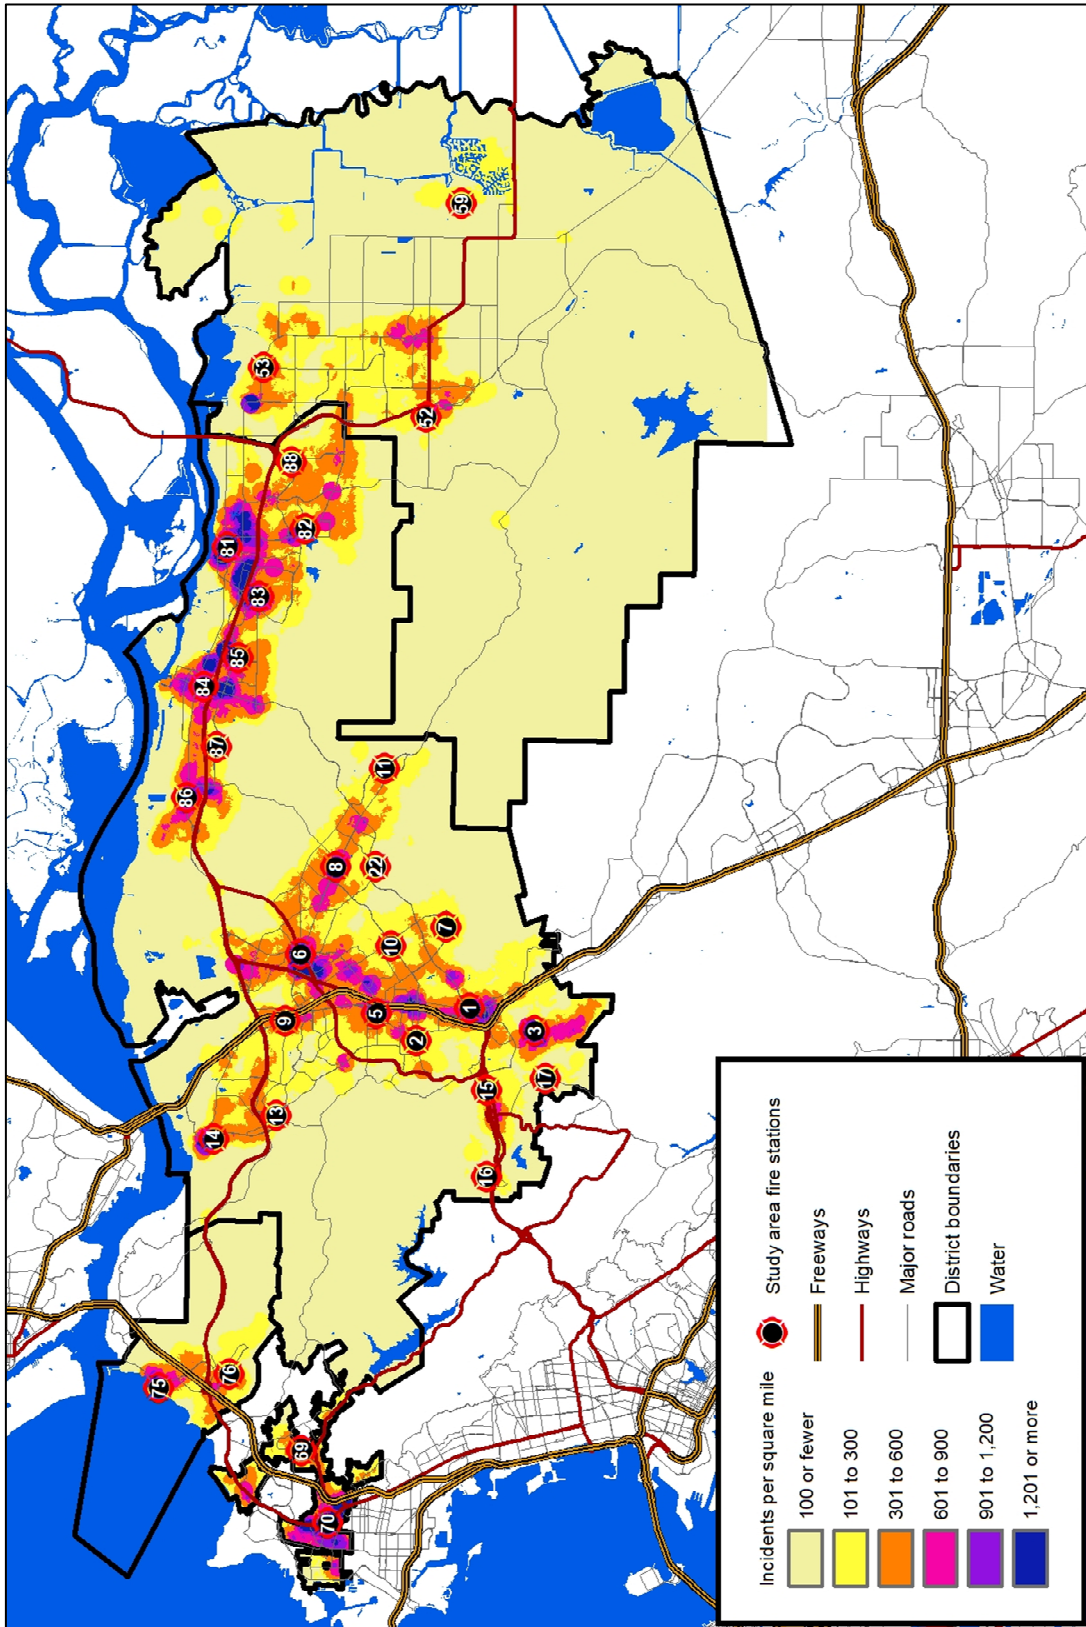 75
86
84
14
87
81
76
85
83
53
13
9
88
6
69
82
70
8
22
5
11
10
2
52
7
59
1
16
15
3
17
Incidents per square mile
100 or fewer
101 to 300
301 to 600
601 to 900
901 to 1,200
1,201 or more
Study area fire stations
Freeways
Highways
Major roads
District boundaries
Water